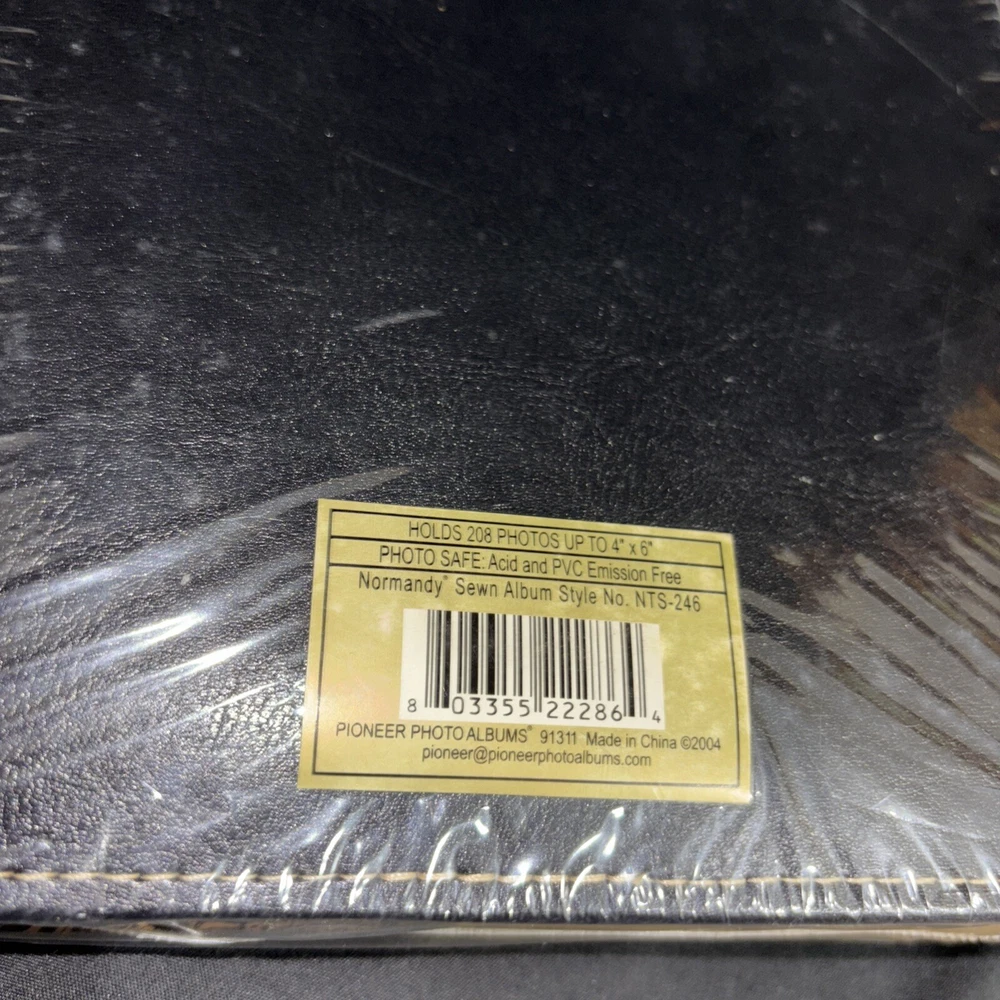 HOLDS 208 PHOTOS UP TO 4" x 6"
PHOTO SAFE: Acid and PVC Emission Free
Normandy® Sewn Album Style No. NTS-246
8 03355 22286 4
PIONEER PHOTO ALBUMS® 91311 Made in China ©2004
pioneer@pioneerphotoalbums.com